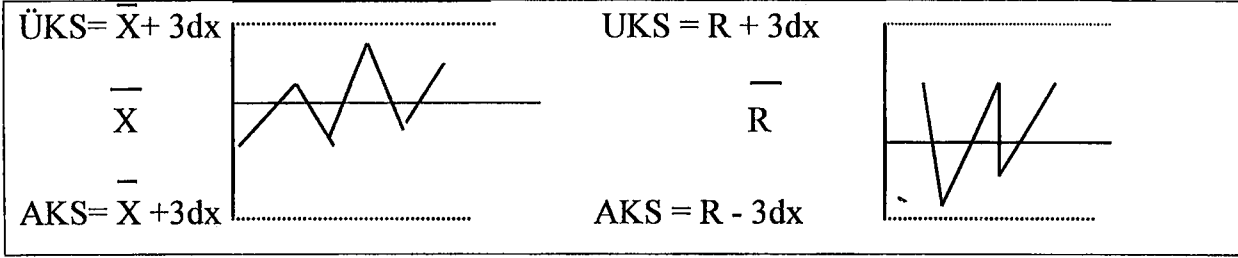 ÜKS= X̅+ 3dx
X̅
AKS= X̅ +3dx
UKS = R + 3dx
R̅
AKS = R - 3dx